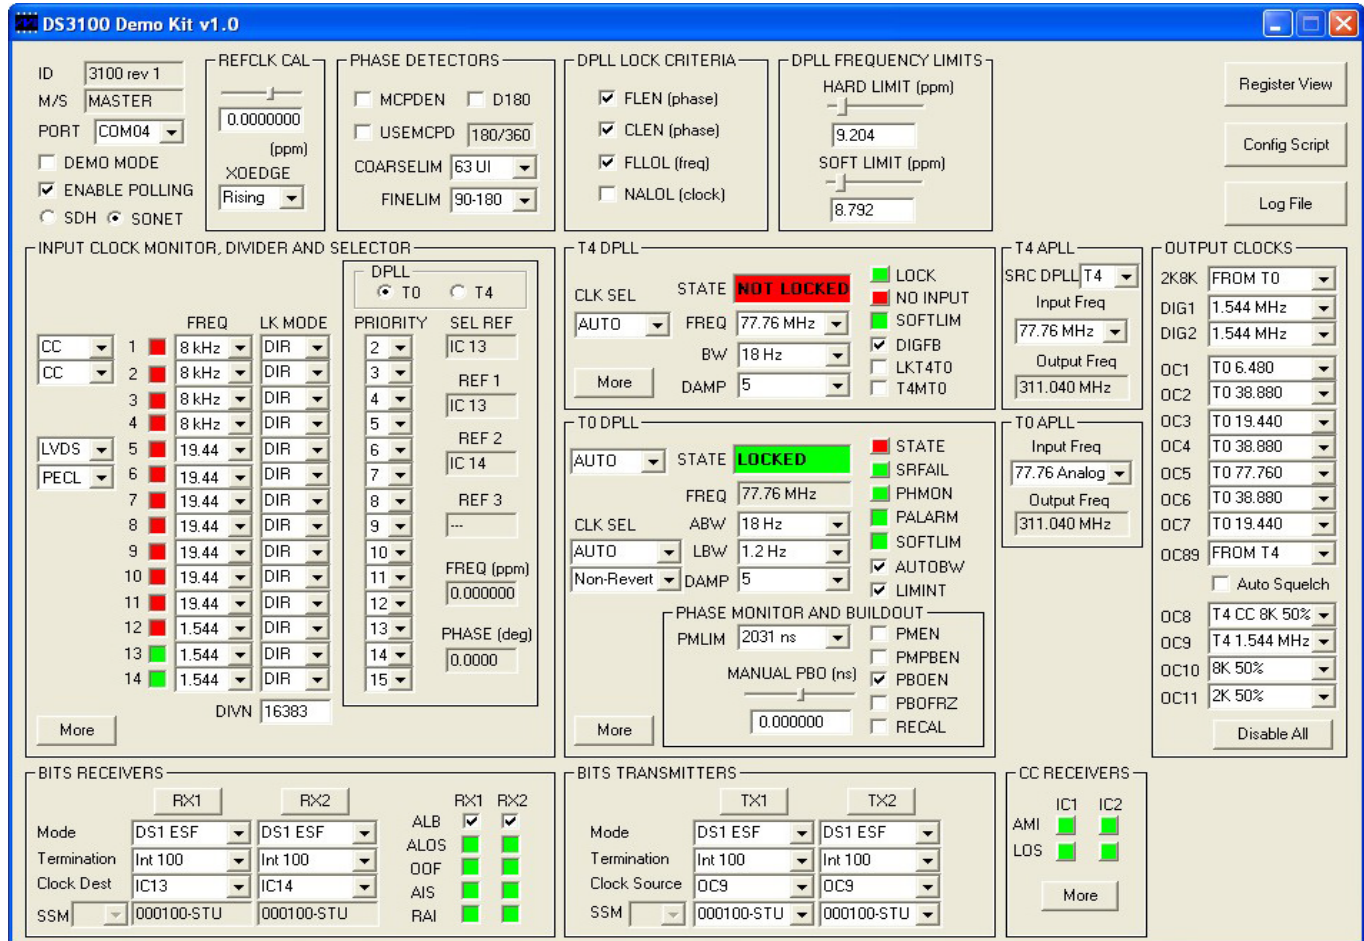 DS3100 Demo Kit v1.0
ID 3100 rev 1
M/S MASTER
PORT COM04
DEMO MODE
ENABLE POLLING
SDH SONET
REFCLK CAL
0.0000000
(ppm)
XOEDGE
Rising
PHASE DETECTORS
MCPDEN D180
USEMCPD 180/360
COARSELIM 63 UI
FINELIM 90-180
DPLL LOCK CRITERIA
FLEN (phase)
CLEN (phase)
FLLOL (freq)
NALOL (clock)
DPLL FREQUENCY LIMITS
HARD LIMIT (ppm)
9.204
SOFT LIMIT (ppm)
8.792
Register View
Config Script
Log File
INPUT CLOCK MONITOR, DIVIDER AND SELECTOR
DPLL
T0 T4
FREQ LK MODE PRIORITY SEL REF
CC 1 8 kHz DIR 2 IC 13
CC 2 8 kHz DIR 3 REF 1
3 8 kHz DIR 4 IC 13
4 8 kHz DIR 5 REF 2
LVDS 5 19.44 DIR 6 IC 14
PECL 6 19.44 DIR 7
7 19.44 DIR 8 REF 3
8 19.44 DIR 9 ---
9 19.44 DIR 10
10 19.44 DIR 11 FREQ (ppm)
11 19.44 DIR 12 0.000000
12 1.544 DIR 13 PHASE (deg)
13 1.544 DIR 14 0.0000
14 1.544 DIR 15
DIVN 16383
More
T4 DPLL
CLK SEL
AUTO
More
STATE NOT LOCKED
FREQ 77.76 MHz
BW 18 Hz
DAMP 5
LOCK
NO INPUT
SOFTLIM
DIGFB
LKT4T0
T4MT0
T4 APLL
SRC DPLL T4
Input Freq
77.76 MHz
Output Freq
311.040 MHz
T0 DPLL
AUTO
STATE LOCKED
FREQ 77.76 MHz
CLK SEL
AUTO
Non-Revert
ABW 18 Hz
LBW 1.2 Hz
DAMP 5
STATE
SRFAIL
PHMON
PALARM
SOFTLIM
AUTOBW
LIMINT
PHASE MONITOR AND BUILDOUT
PMLIM 2031 ns
MANUAL PBO (ns)
0.000000
PMEN
PMPBEN
PBOEN
PBOFRZ
RECAL
More
T0 APLL
Input Freq
77.76 Analog
Output Freq
311.040 MHz
OUTPUT CLOCKS
2K8K FROM T0
DIG1 1.544 MHz
DIG2 1.544 MHz
OC1 T0 6.480
OC2 T0 38.880
OC3 T0 19.440
OC4 T0 38.880
OC5 T0 77.760
OC6 T0 38.880
OC7 T0 19.440
OC89 FROM T4
Auto Squelch
OC8 T4 CC 8K 50%
OC9 T4 1.544 MHz
OC10 8K 50%
OC11 2K 50%
Disable All
BITS RECEIVERS
RX1 RX2
Mode DS1 ESF DS1 ESF
Termination Int 100 Int 100
Clock Dest IC13 IC14
SSM 000100-STU 000100-STU
RX1 RX2
ALB
ALOS
OOF
AIS
RAI
BITS TRANSMITTERS
TX1 TX2
Mode DS1 ESF DS1 ESF
Termination Int 100 Int 100
Clock Source OC9 OC9
SSM 000100-STU 000100-STU
CC RECEIVERS
IC1 IC2
AMI
LOS
More